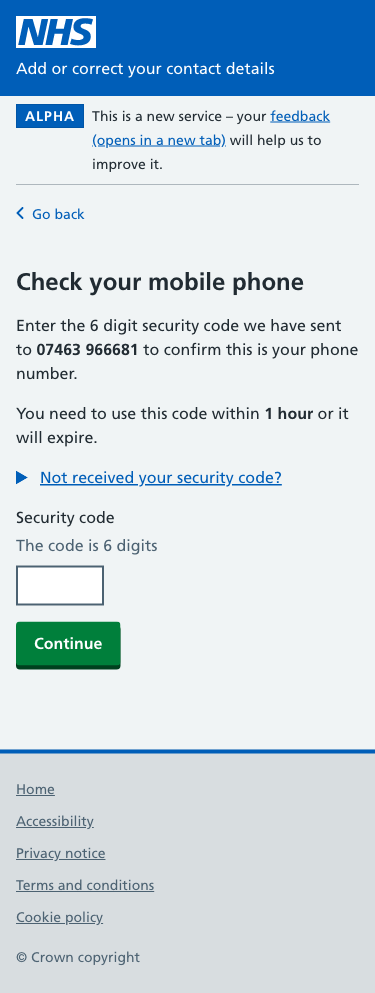 NHS
Add or correct your contact details
ALPHA This is a new service – your feedback
(opens in a new tab) will help us to
improve it.
Go back
Check your mobile phone
Enter the 6 digit security code we have sent
to 07463 966681 to confirm this is your phone
number.
You need to use this code within 1 hour or it
will expire.
Not received your security code?
Security code
The code is 6 digits
Continue
Home
Accessibility
Privacy notice
Terms and conditions
Cookie policy
© Crown copyright